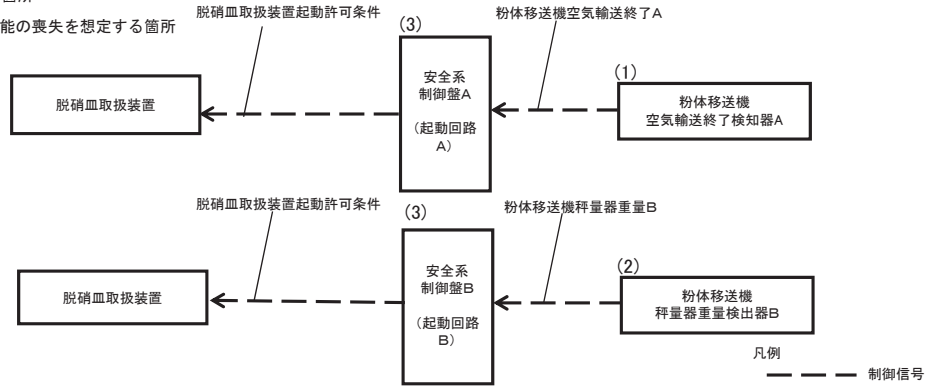 能の喪失を想定する箇所
脱硝皿取扱装置起動許可条件
粉体移送機空気輸送終了A
(3)
(1)
脱硝皿取扱装置
安全系
制御盤A
(起動回路
A)
粉体移送機
空気輸送終了検知器A
脱硝皿取扱装置起動許可条件
(3)
粉体移送機秤量器重量B
(2)
脱硝皿取扱装置
安全系
制御盤B
(起動回路
B)
粉体移送機
秤量器重量検出器B
凡例
制御信号